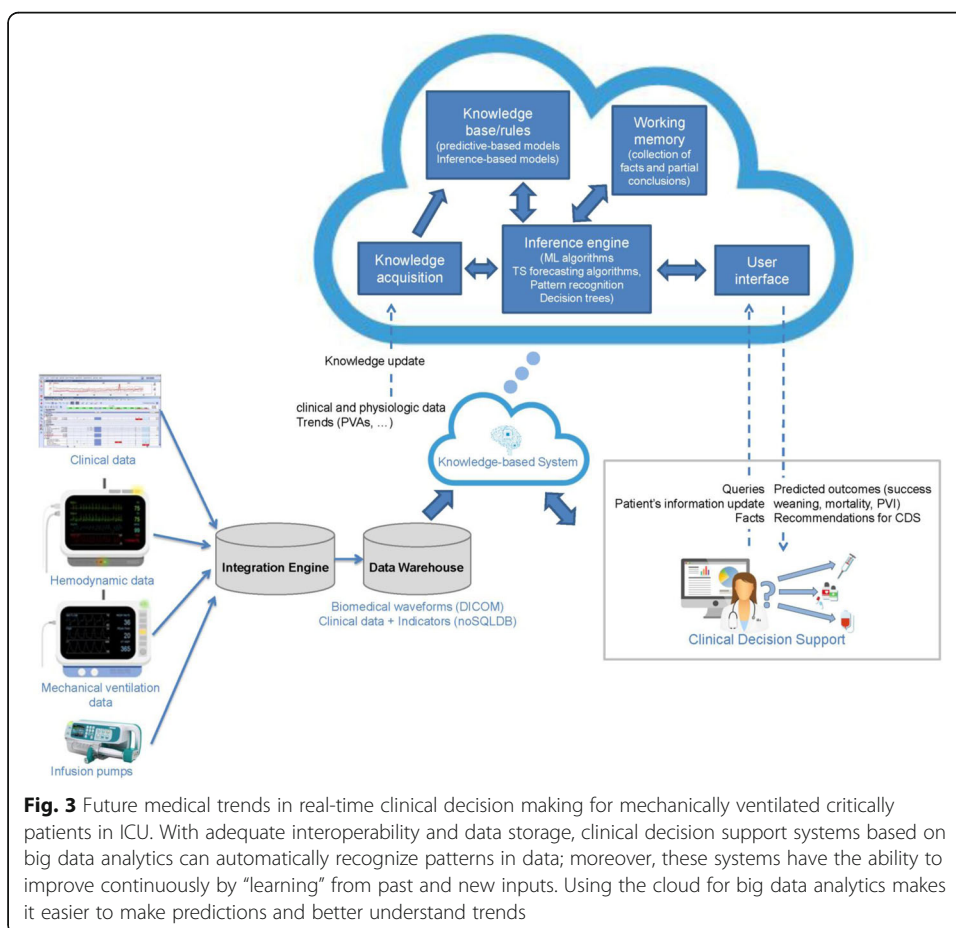 Knowledge
base/rules
(predictive-based models
Inference-based models)
Working
memory
(collection of
facts and partial
conclusions)
Knowledge
acquisition
Inference engine
(ML algorithms
TS forecasting algorithms,
Pattern recognition
Decision trees)
User
interface
Knowledge update
clinical and physiologic data
Trends (PVAs, ...)
Knowledge-based System
Clinical data
Hemodynamic data
Mechanical ventilation
data
Infusion pumps
Integration Engine
Data Warehouse
Biomedical waveforms (DICOM)
Clinical data + Indicators (noSQLDB)
Queries
Patient's information update
Facts
Predicted outcomes (success
weaning, mortality, PVI)
Recommendations for CDS
?
Clinical Decision Support
36
20
365
Fig. 3 Future medical trends in real-time clinical decision making for mechanically ventilated critically
patients in ICU. With adequate interoperability and data storage, clinical decision support systems based on
big data analytics can automatically recognize patterns in data; moreover, these systems have the ability to
improve continuously by “learning” from past and new inputs. Using the cloud for big data analytics makes
it easier to make predictions and better understand trends